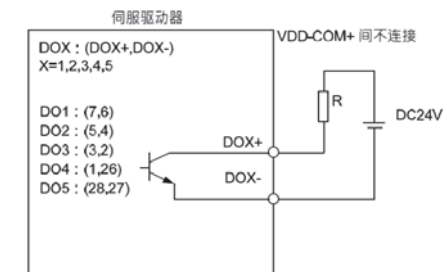 伺服驱动器
VDD-COM+ 间不连接
DOX : (DOX+,DOX-)
X=1,2,3,4,5
R
DC24V
DO1 : (7,6)
DO2 : (5,4)
DO3 : (3,2)
DO4 : (1,26)
DO5 : (28,27)
DOX+
DOX-